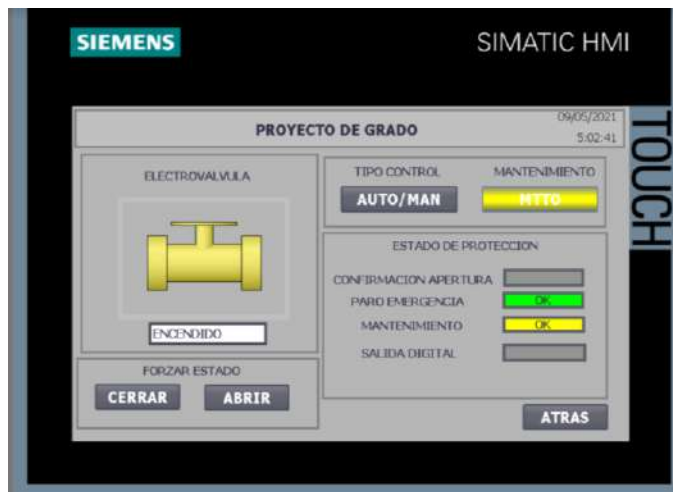 SIEMENS
SIMATIC HMI
TOUCH
PROYECTO DE GRADO
09/05/2021
5:02:41
ELECTROVALVULA
ENCENDIDO
FORZAR ESTADO
CERRAR ABRIR
TIPO CONTROL MANTENIMIENTO
AUTO/MAN MTTO
ESTADO DE PROTECCION
CONFIRMACION APERTURA
PARO EMERGENCIA OK
MANTENIMIENTO OK
SALIDA DIGITAL
ATRAS